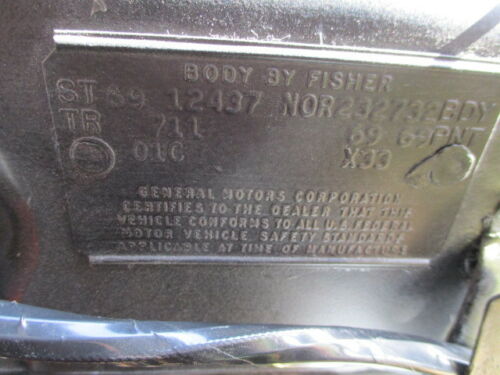 BODY BY FISHER
ST 69 12437 NOR232732BDY
TR 711 69 69PNT
01C X33
GENERAL MOTORS CORPORATION
CERTIFIES TO THE DEALER THAT THIS
VEHICLE CONFORMS TO ALL U.S. FEDERAL
MOTOR VEHICLE SAFETY STANDARDS
APPLICABLE AT TIME OF MANUFACTURE